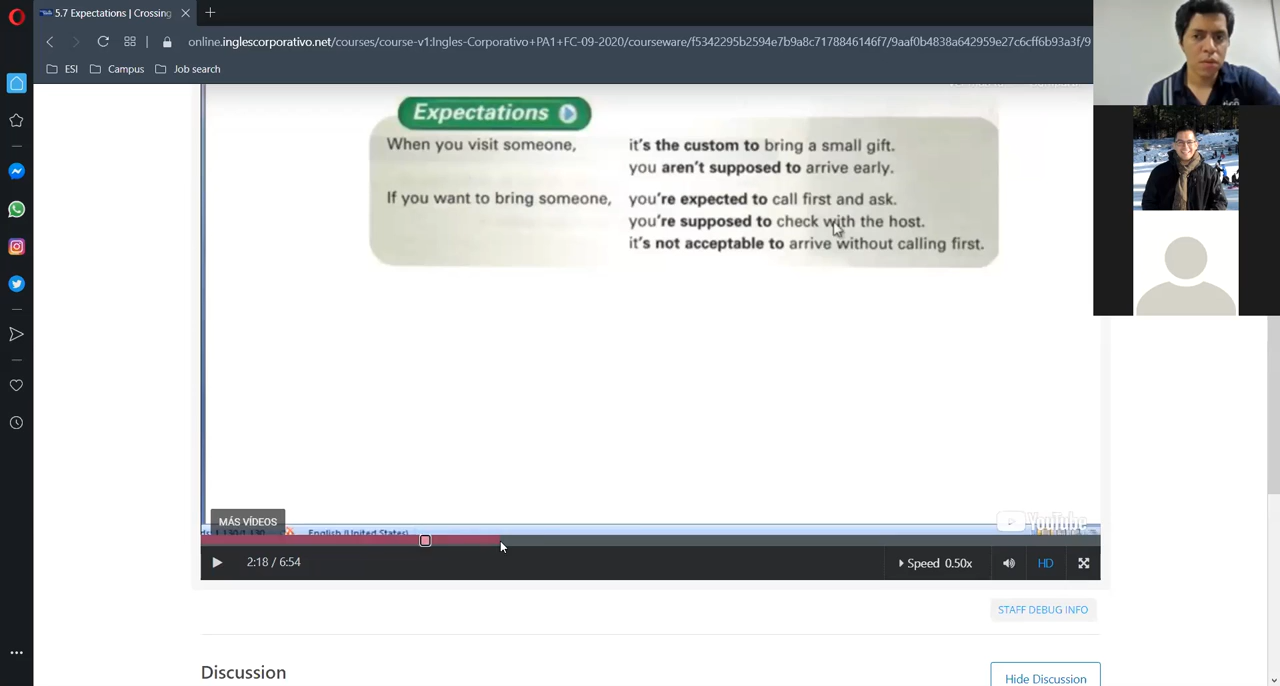 5.7 Expectations | Crossing
online.inglescorporativo.net/courses/course-v1:Ingles-Corporativo+PA1+FC-09-2020/courseware/f5342295b2594e7b9a8c7178846146f7/9aaf0b4838a642959e27c6cff6b93a3f/9
ESI Campus Job search
Expectations
When you visit someone, it's the custom to bring a small gift.
you aren't supposed to arrive early.
If you want to bring someone, you're expected to call first and ask.
you're supposed to check with the host.
it's not acceptable to arrive without calling first.
MÁS VÍDEOS
English (United States)
YouTube
2:18 / 6:54 Speed 0.50x HD
STAFF DEBUG INFO
Discussion
Hide Discussion